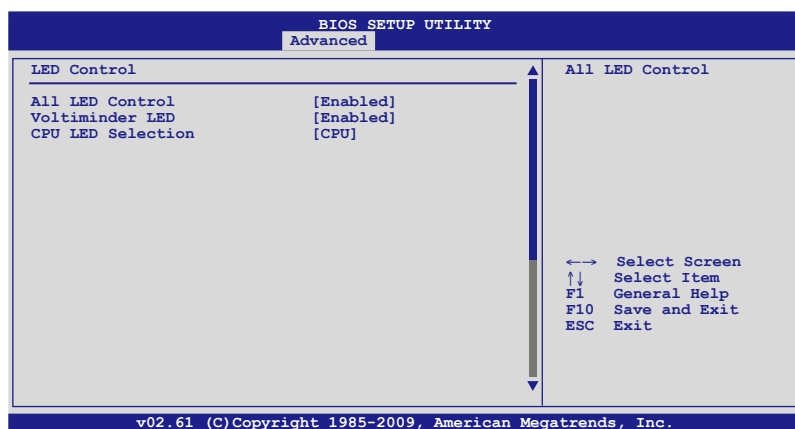 BIOS SETUP UTILITY
Advanced
LED Control
All LED Control [Enabled]
Voltiminder LED [Enabled]
CPU LED Selection [CPU]
All LED Control
←→ Select Screen
↑↓ Select Item
F1 General Help
F10 Save and Exit
ESC Exit
v02.61 (C)Copyright 1985-2009, American Megatrends, Inc.